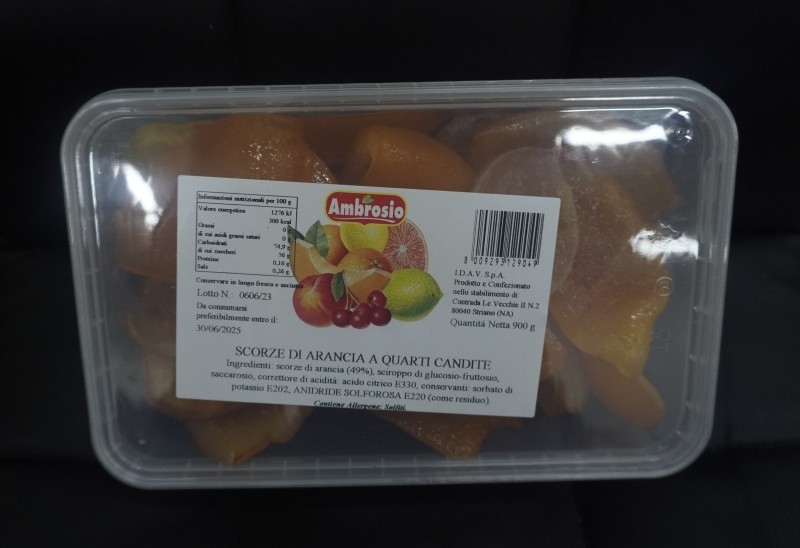 Informazioni nutrizionali per 100 g
Valore energetico 1276 kJ
300 kcal
Grassi 0
di cui acidi grassi saturi 0 g
Carboidrati 74,9 g
di cui zuccheri 56 g
Proteine 0,16 g
Sale 0,26 g
Conservare in luogo fresco e asciutto
Lotto N.: 0606/23
Da consumarsi
preferibilmente entro il:
30/06/2025
Ambrosio
8 009293 129049
I.D.A.V. S.p.A.
Prodotto e Confezionato
nello stabilimento di:
Contrada Le Vecchie II N.2
80040 Striano (NA)
Quantità Netta 900 g
SCORZE DI ARANCIA A QUARTI CANDITE
Ingredienti: scorze di arancia (49%), sciroppo di glucosio-fruttosio,
saccarosio, correttore di acidità: acido citrico E330, conservanti: sorbato di
potassio E202, ANIDRIDE SOLFOROSA E220 (come residuo).
Contiene Allergene: Solfiti.